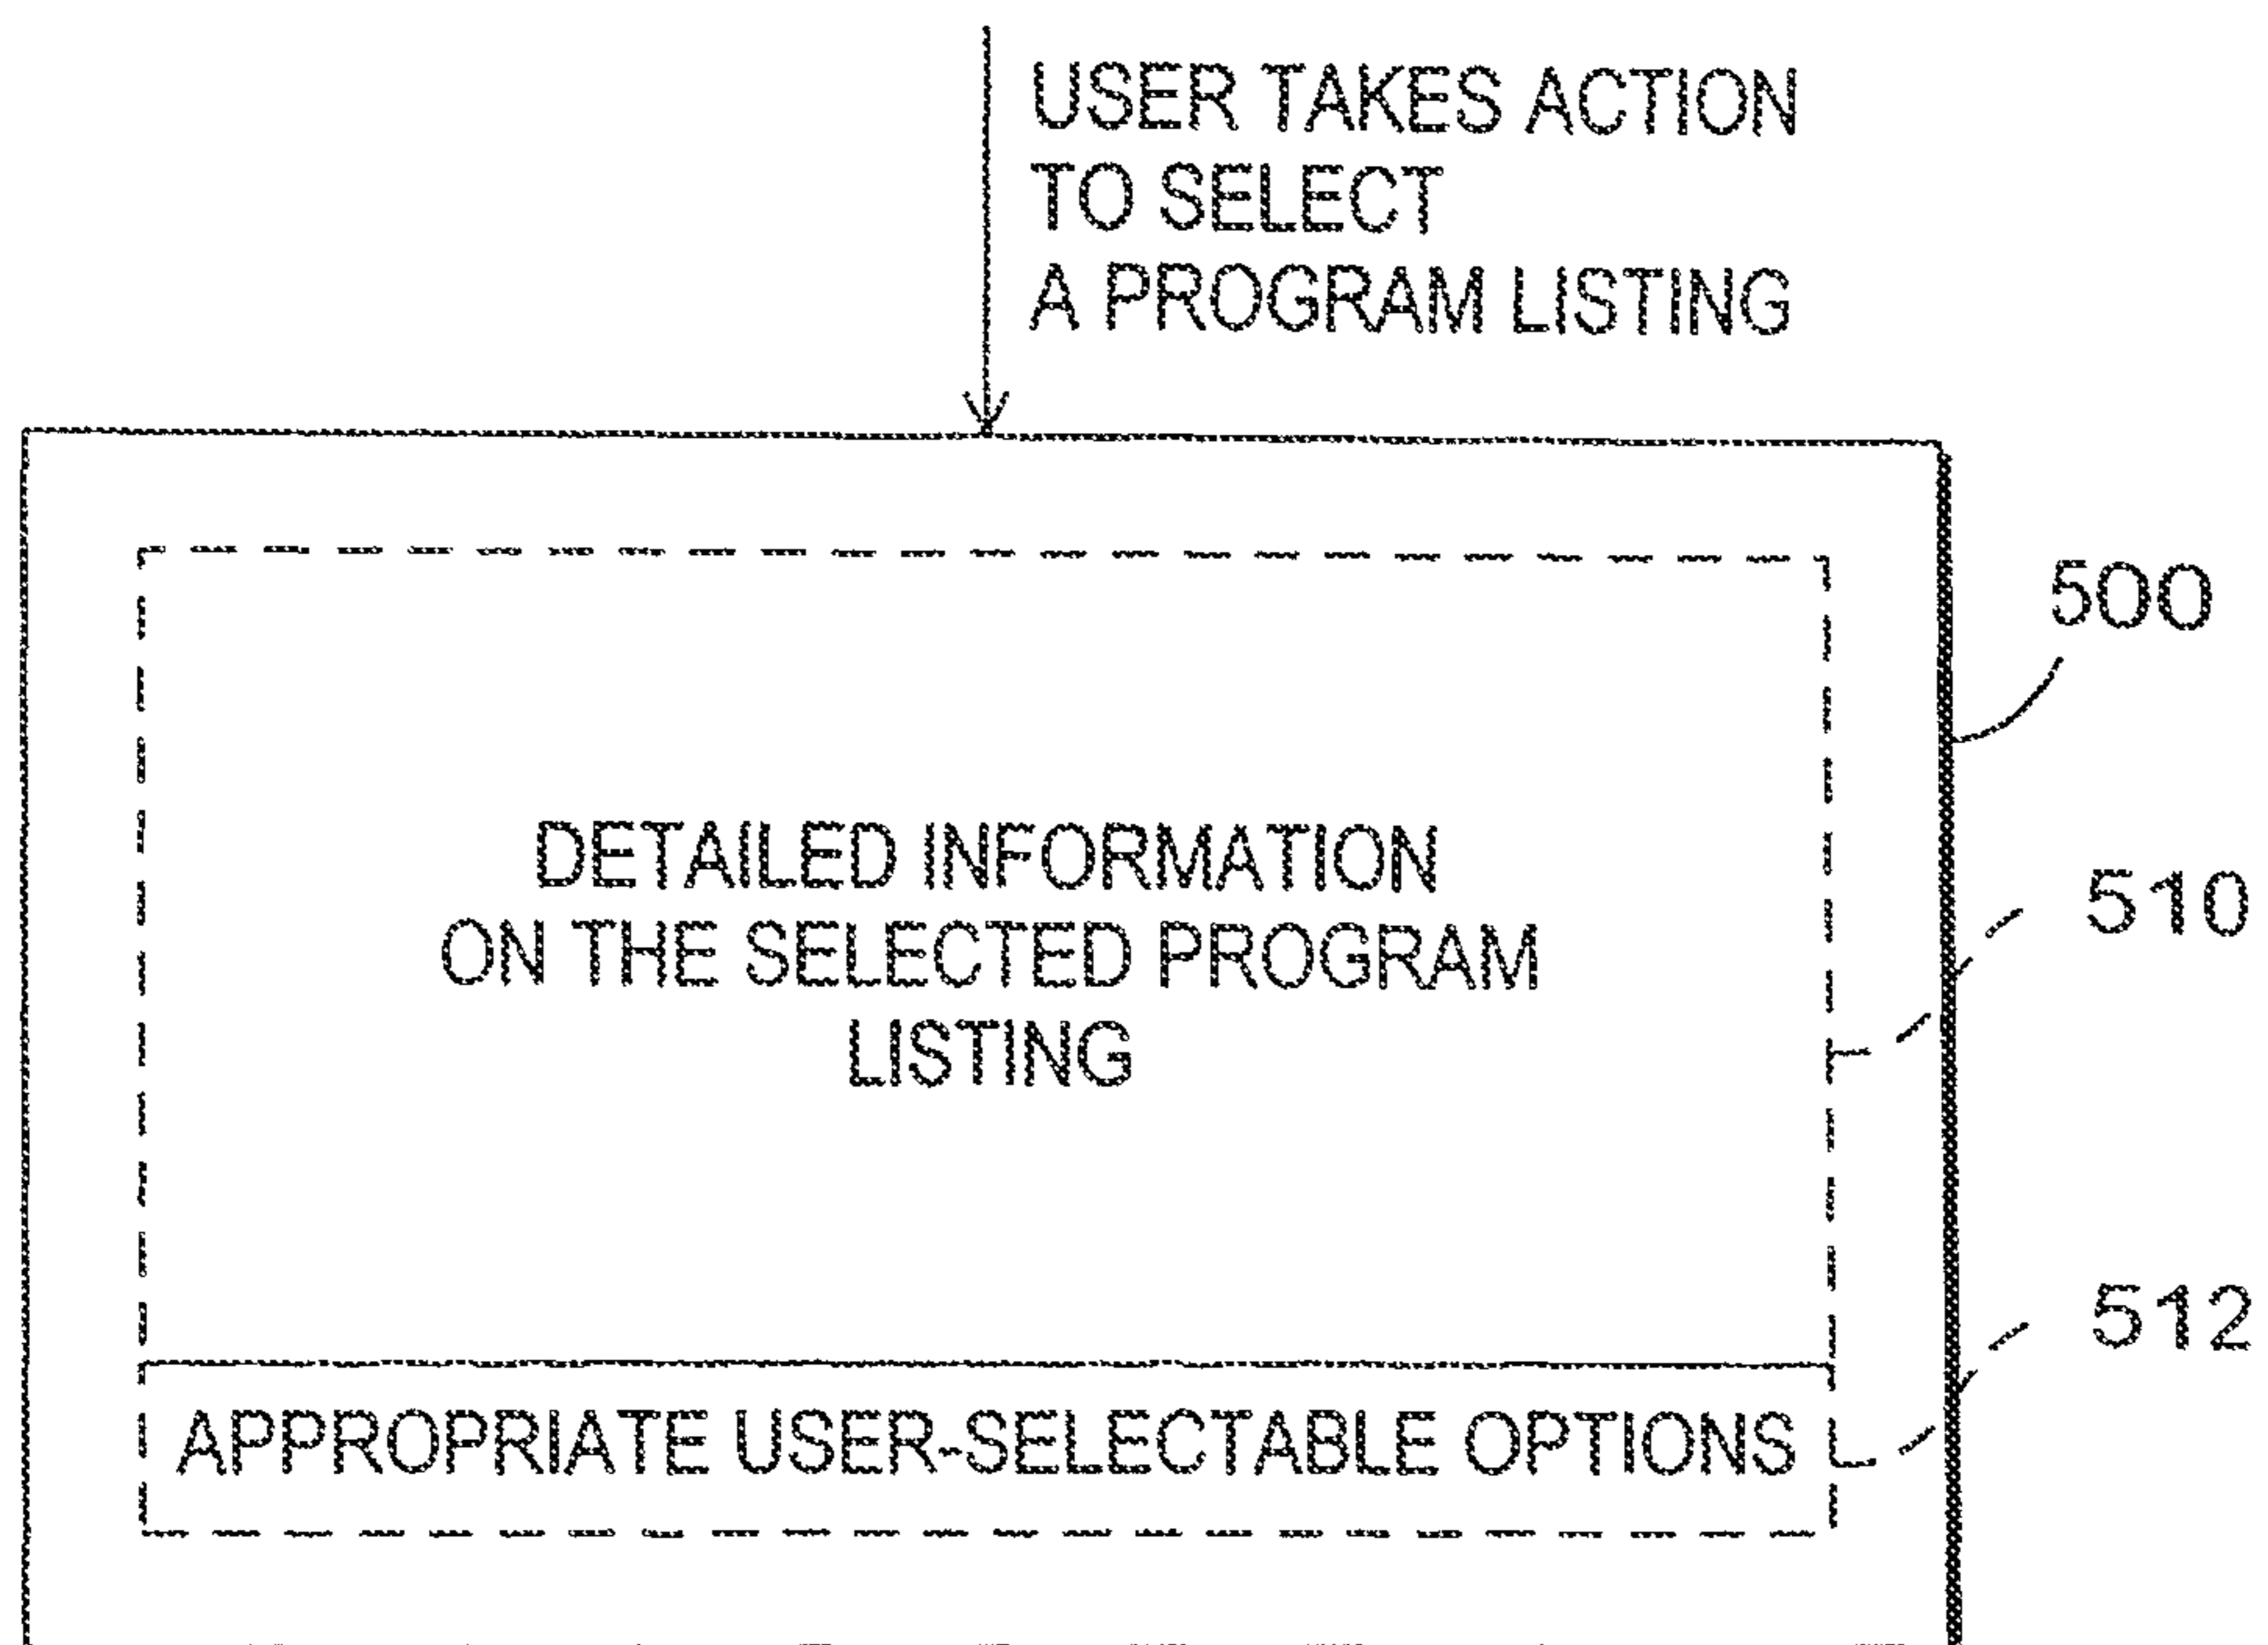 USER TAKES ACTION
TO SELECT
A PROGRAM LISTING
500
DETAILED INFORMATION
ON THE SELECTED PROGRAM
LISTING
510
512
APPROPRIATE USER-SELECTABLE OPTIONS